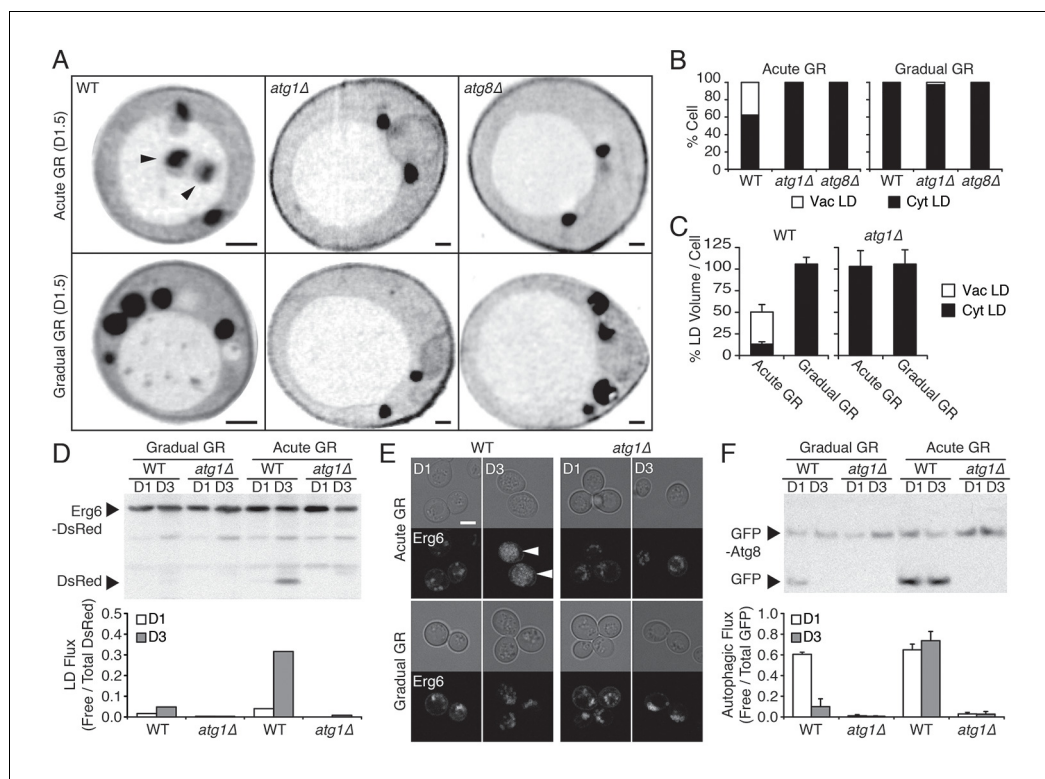 A
WT
atg1Δ
atg8Δ
Acute GR (D1.5)
Gradual GR (D1.5)
B
Acute GR
Gradual GR
% Cell
100
80
60
40
20
0
WT atg1Δ atg8Δ
WT atg1Δ atg8Δ
Vac LD
Cyt LD
C
WT
atg1Δ
% LD Volume / Cell
125
100
75
50
25
0
Acute GR
Gradual GR
Acute GR
Gradual GR
Vac LD
Cyt LD
D
Gradual GR
Acute GR
WT atg1Δ WT atg1Δ
D1 D3 D1 D3 D1 D3 D1 D3
Erg6
-DsRed
DsRed
LD Flux
(Free / Total DsRed)
0.5
0.4
0.3
0.2
0.1
0.0
D1
D3
WT atg1Δ WT atg1Δ
E
WT
atg1Δ
D1
D3
D1
D3
Acute GR
Erg6
Gradual GR
Erg6
F
Gradual GR
Acute GR
WT atg1Δ WT atg1Δ
D1 D3 D1 D3 D1 D3 D1 D3
GFP
-Atg8
GFP
Autophagic Flux
(Free / Total GFP)
1.0
0.8
0.6
0.4
0.2
0.0
D1
D3
WT atg1Δ WT atg1Δ